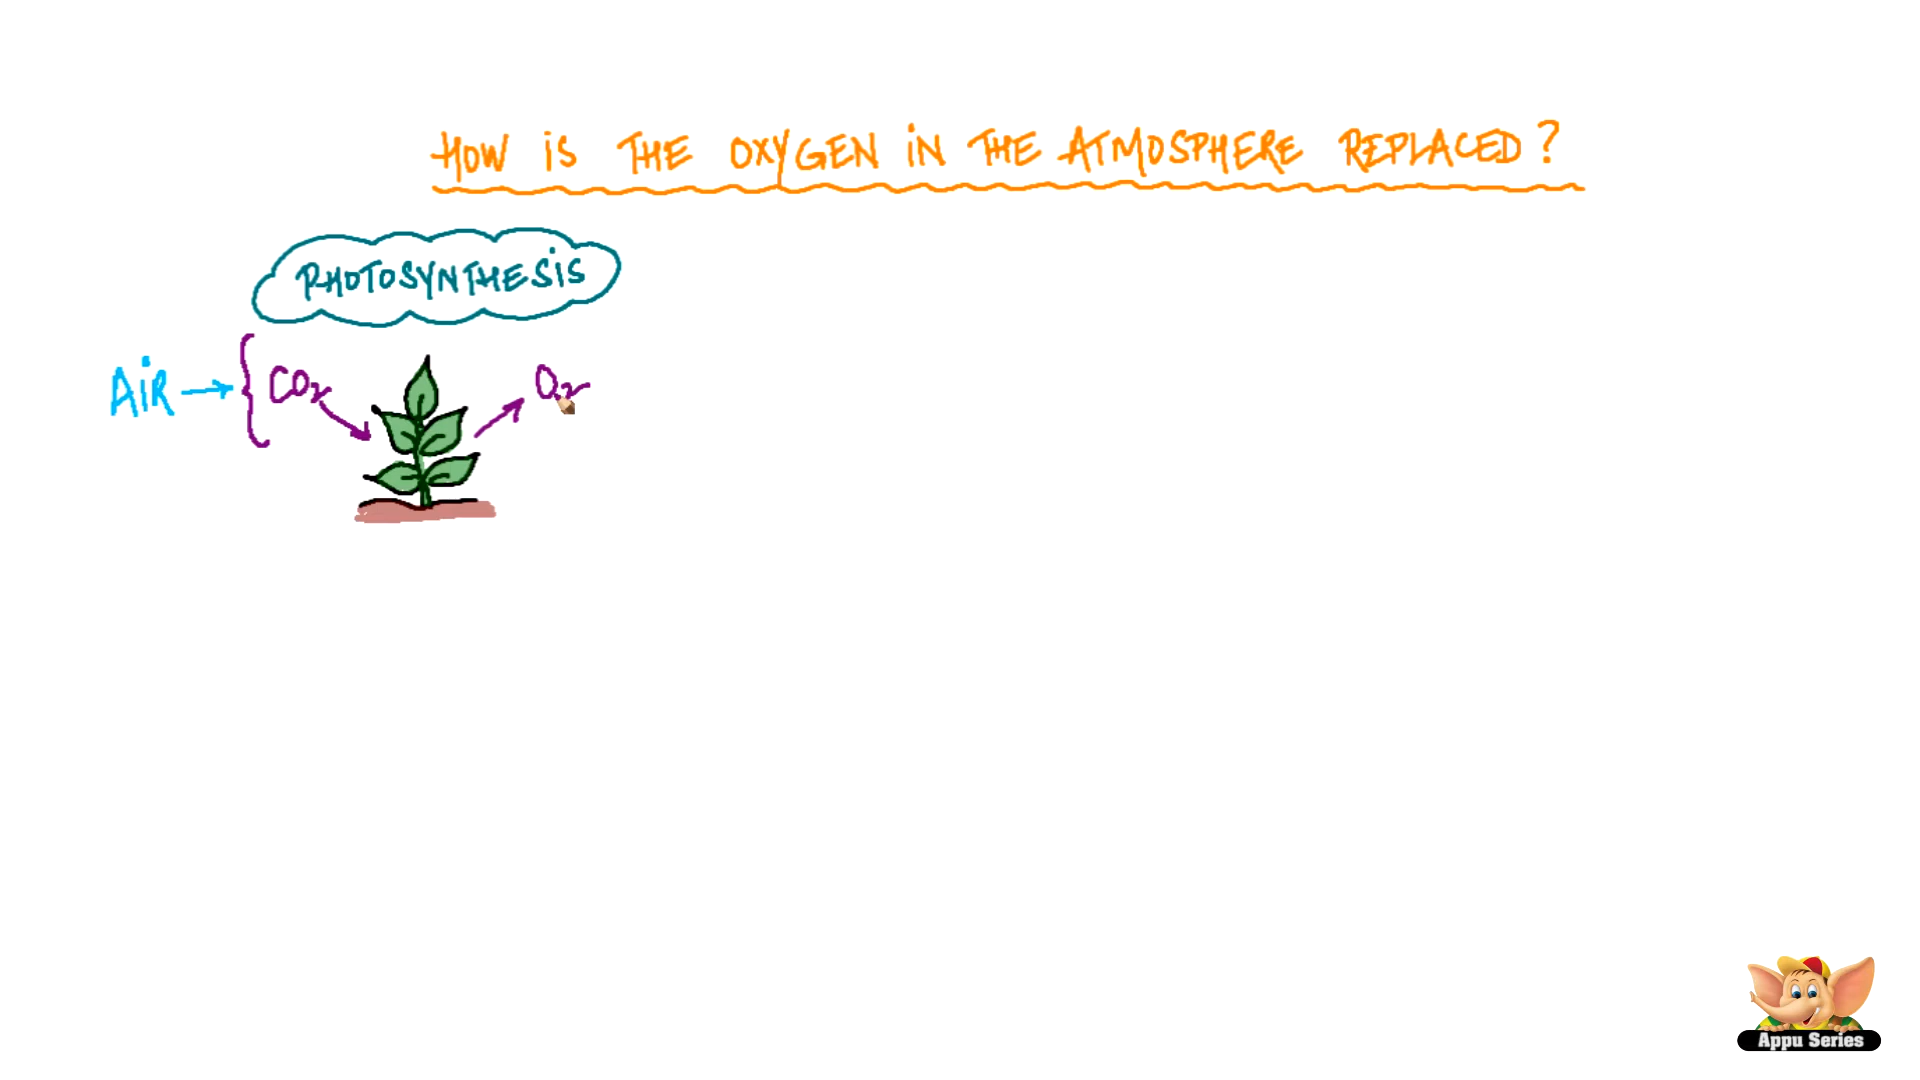 HOW iS THE OXYGEN iN THE ATMOSPHERE REPLACED?
PHOTOSYNTHESiS
AiR → { CO₂
O₂
Appu Series